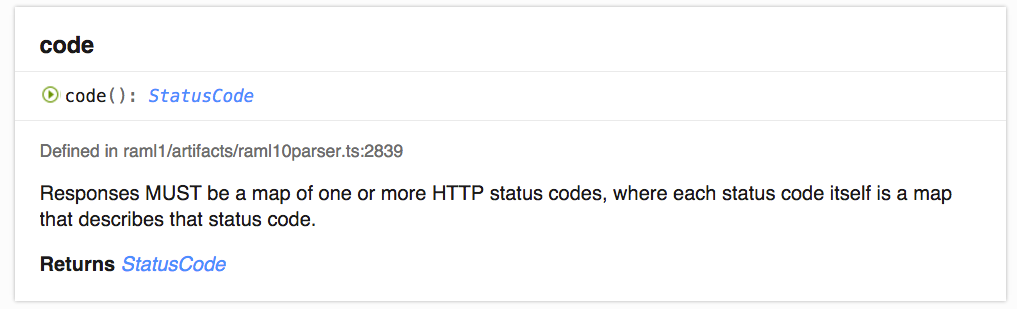 code
code(): StatusCode
Defined in raml1/artifacts/raml10parser.ts:2839
Responses MUST be a map of one or more HTTP status codes, where each status code itself is a map
that describes that status code.
Returns StatusCode